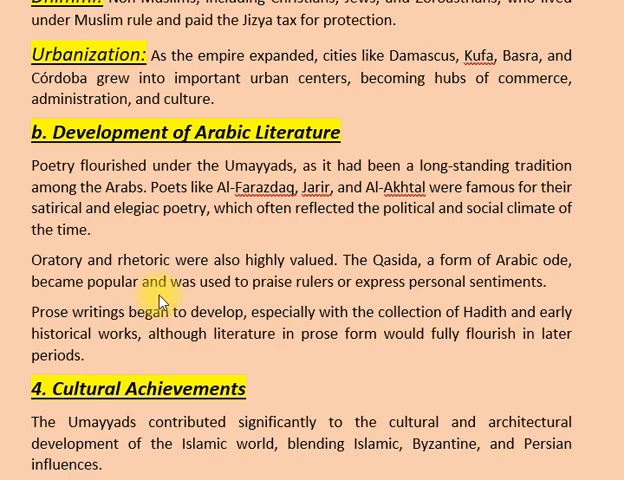 Dhimmi: Non-Muslims, including Christians, Jews, and Zoroastrians, who lived
under Muslim rule and paid the Jizya tax for protection.
Urbanization: As the empire expanded, cities like Damascus, Kufa, Basra, and
Córdoba grew into important urban centers, becoming hubs of commerce,
administration, and culture.
b. Development of Arabic Literature
Poetry flourished under the Umayyads, as it had been a long-standing tradition
among the Arabs. Poets like Al-Farazdaq, Jarir, and Al-Akhtal were famous for their
satirical and elegiac poetry, which often reflected the political and social climate of
the time.
Oratory and rhetoric were also highly valued. The Qasida, a form of Arabic ode,
became popular and was used to praise rulers or express personal sentiments.
Prose writings began to develop, especially with the collection of Hadith and early
historical works, although literature in prose form would fully flourish in later
periods.
4. Cultural Achievements
The Umayyads contributed significantly to the cultural and architectural
development of the Islamic world, blending Islamic, Byzantine, and Persian
influences.